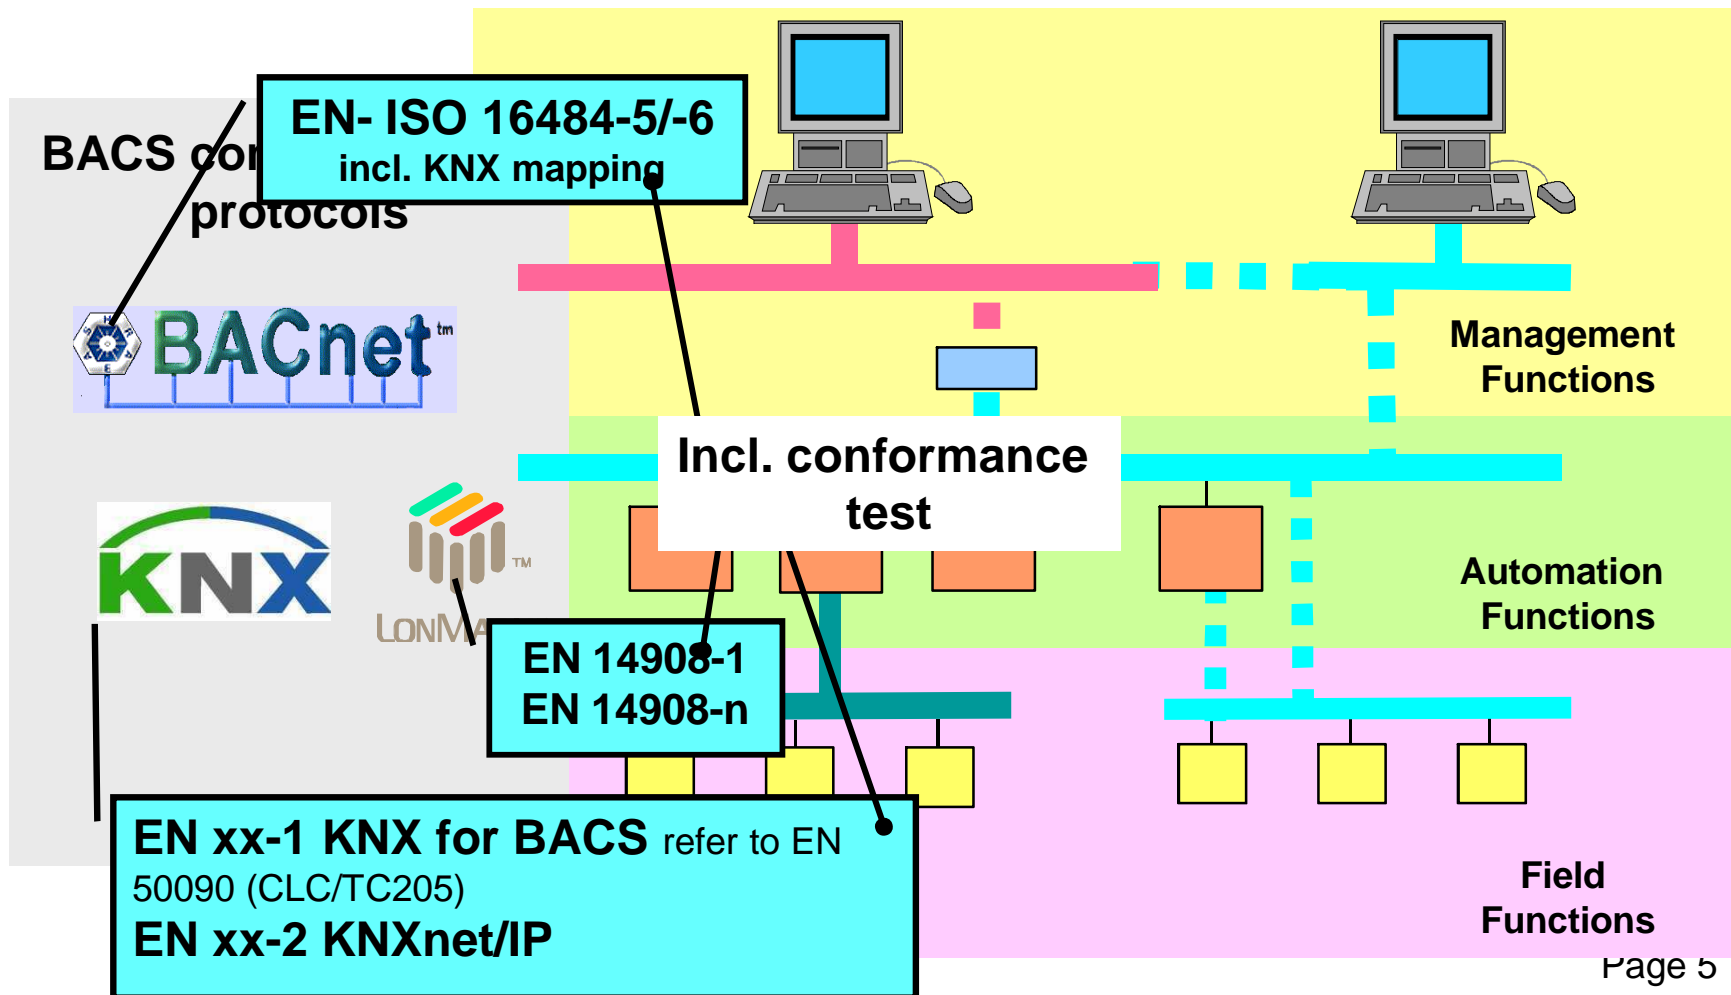 EN- ISO 16484-5/-6
incl. KNX mapping
BACS
protocols
BACnet tm
Management
Functions
Incl. conformance
test
KNX
TM
Automation
Functions
EN 14908-1
EN 14908-n
EN xx-1 KNX for BACS refer to EN
50090 (CLC/TC205)
EN xx-2 KNXnet/IP
Field
Functions
Page 5